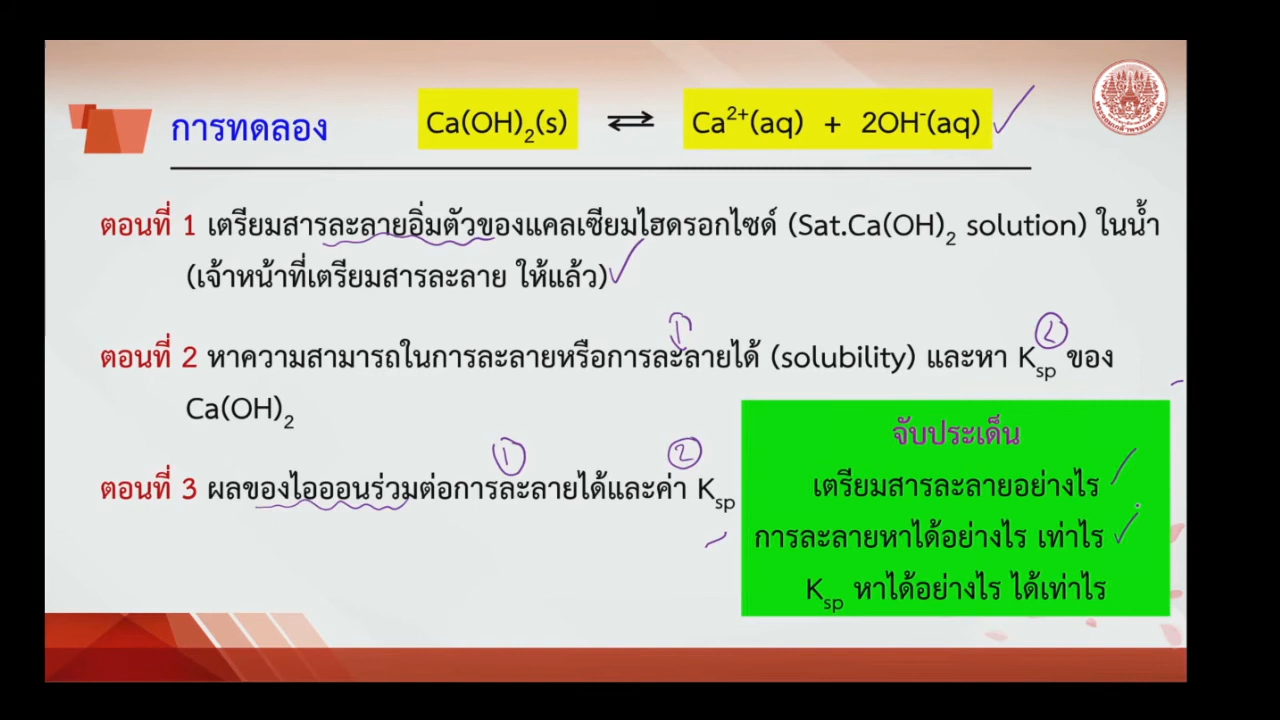 การทดลอง
Ca(OH)₂(s) ⇌ Ca²⁺(aq) + 2OH⁻(aq)
ตอนที่ 1 เตรียมสารละลายอิ่มตัวของแคลเซียมไฮดรอกไซด์ (Sat.Ca(OH)₂ solution) ในน้ำ
(เจ้าหน้าที่เตรียมสารละลาย ให้แล้ว)
1
2
ตอนที่ 2 หาความสามารถในการละลายหรือการละลายได้ (solubility) และหา Kₛₚ ของ
Ca(OH)₂
1
2
ตอนที่ 3 ผลของไอออนร่วมต่อการละลายได้และค่า Kₛₚ
จับประเด็น
เตรียมสารละลายอย่างไร
การละลายหาได้อย่างไร เท่าไร
Kₛₚ หาได้อย่างไร ได้เท่าไร